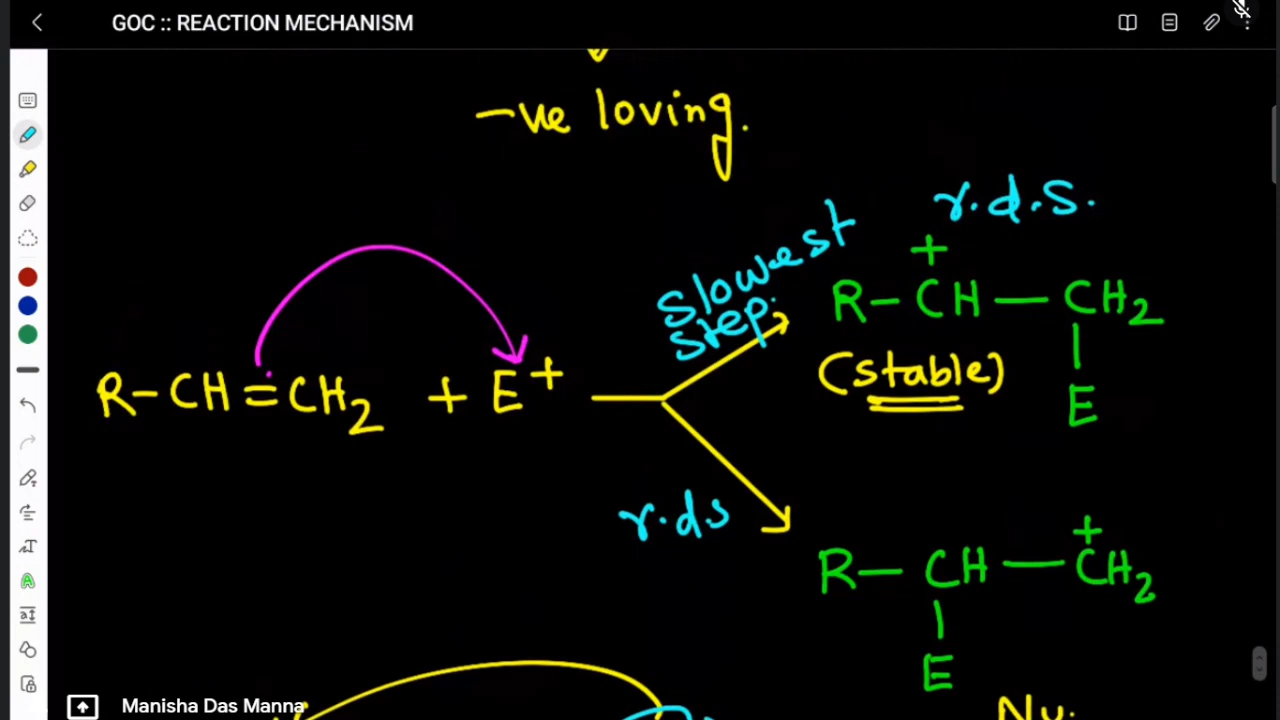 GOC :: REACTION MECHANISM
-ve loving.
r.d.s.
slowest
step.
+
R-CH-CH2
(stable)
E
R-CH=CH2 + E+
r.ds
+
R-CH-CH2
E
Nu.
Manisha Das Manna